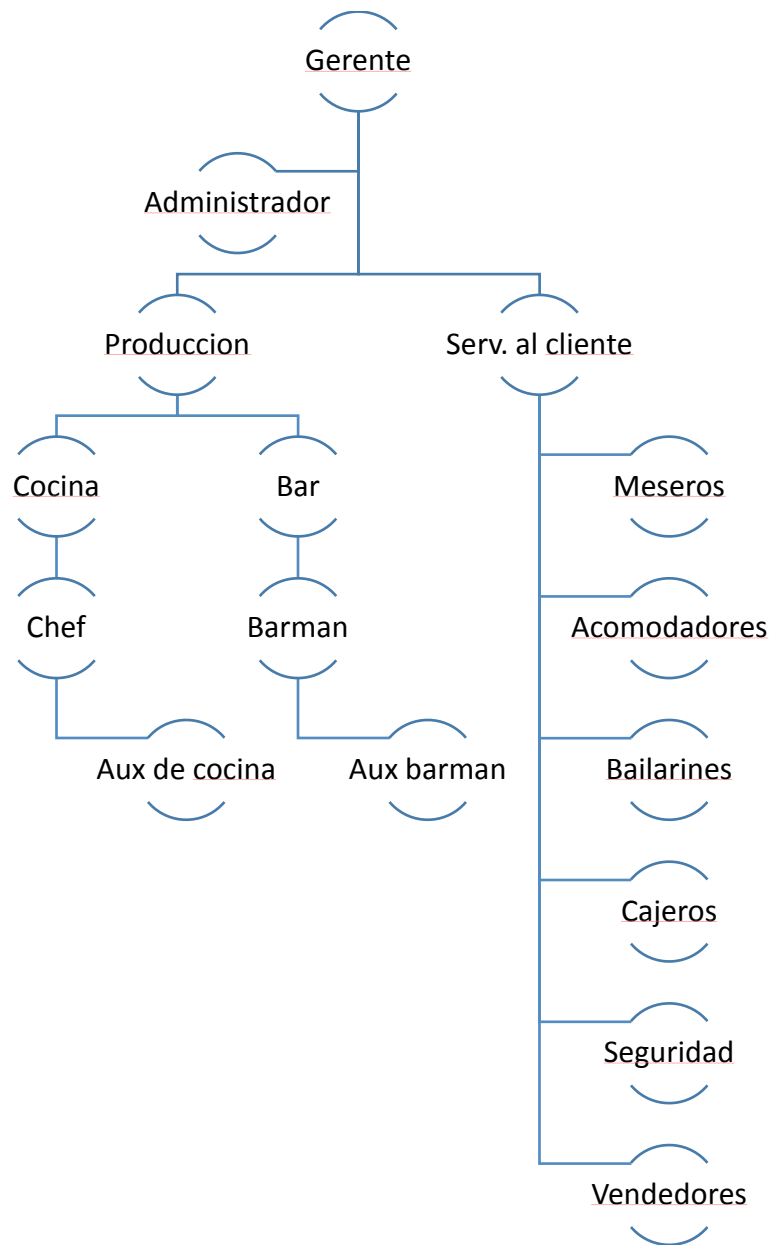 Gerente
Administrador
Produccion
Serv. al cliente
Cocina
Bar
Meseros
Chef
Barman
Acomodadores
Aux de cocina
Aux barman
Bailarines
Cajeros
Seguridad
Vendedores